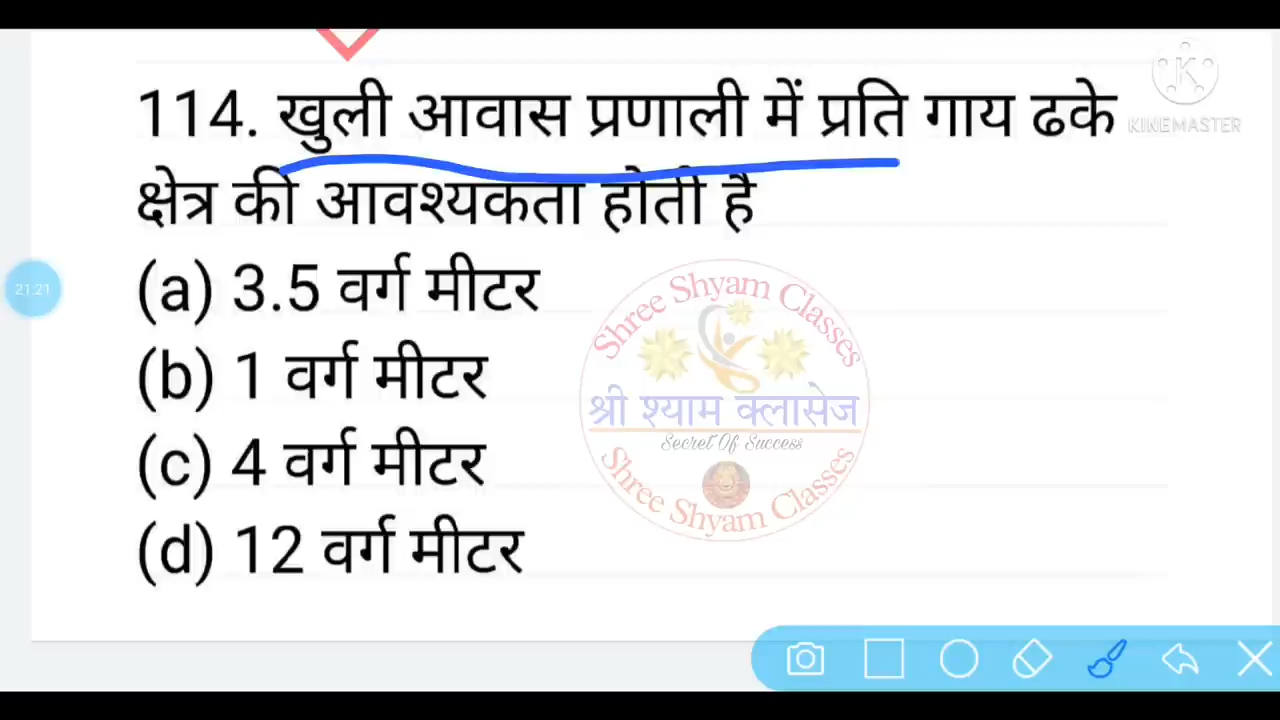 KINEMASTER
114. खुली आवास प्रणाली में प्रति गाय ढके
क्षेत्र की आवश्यकता होती है
21:21
(a) 3.5 वर्ग मीटर
(b) 1 वर्ग मीटर
(c) 4 वर्ग मीटर
(d) 12 वर्ग मीटर
Shree Shyam Classes
श्री श्याम क्लासेज
Secret Of Success
Shree Shyam Classes